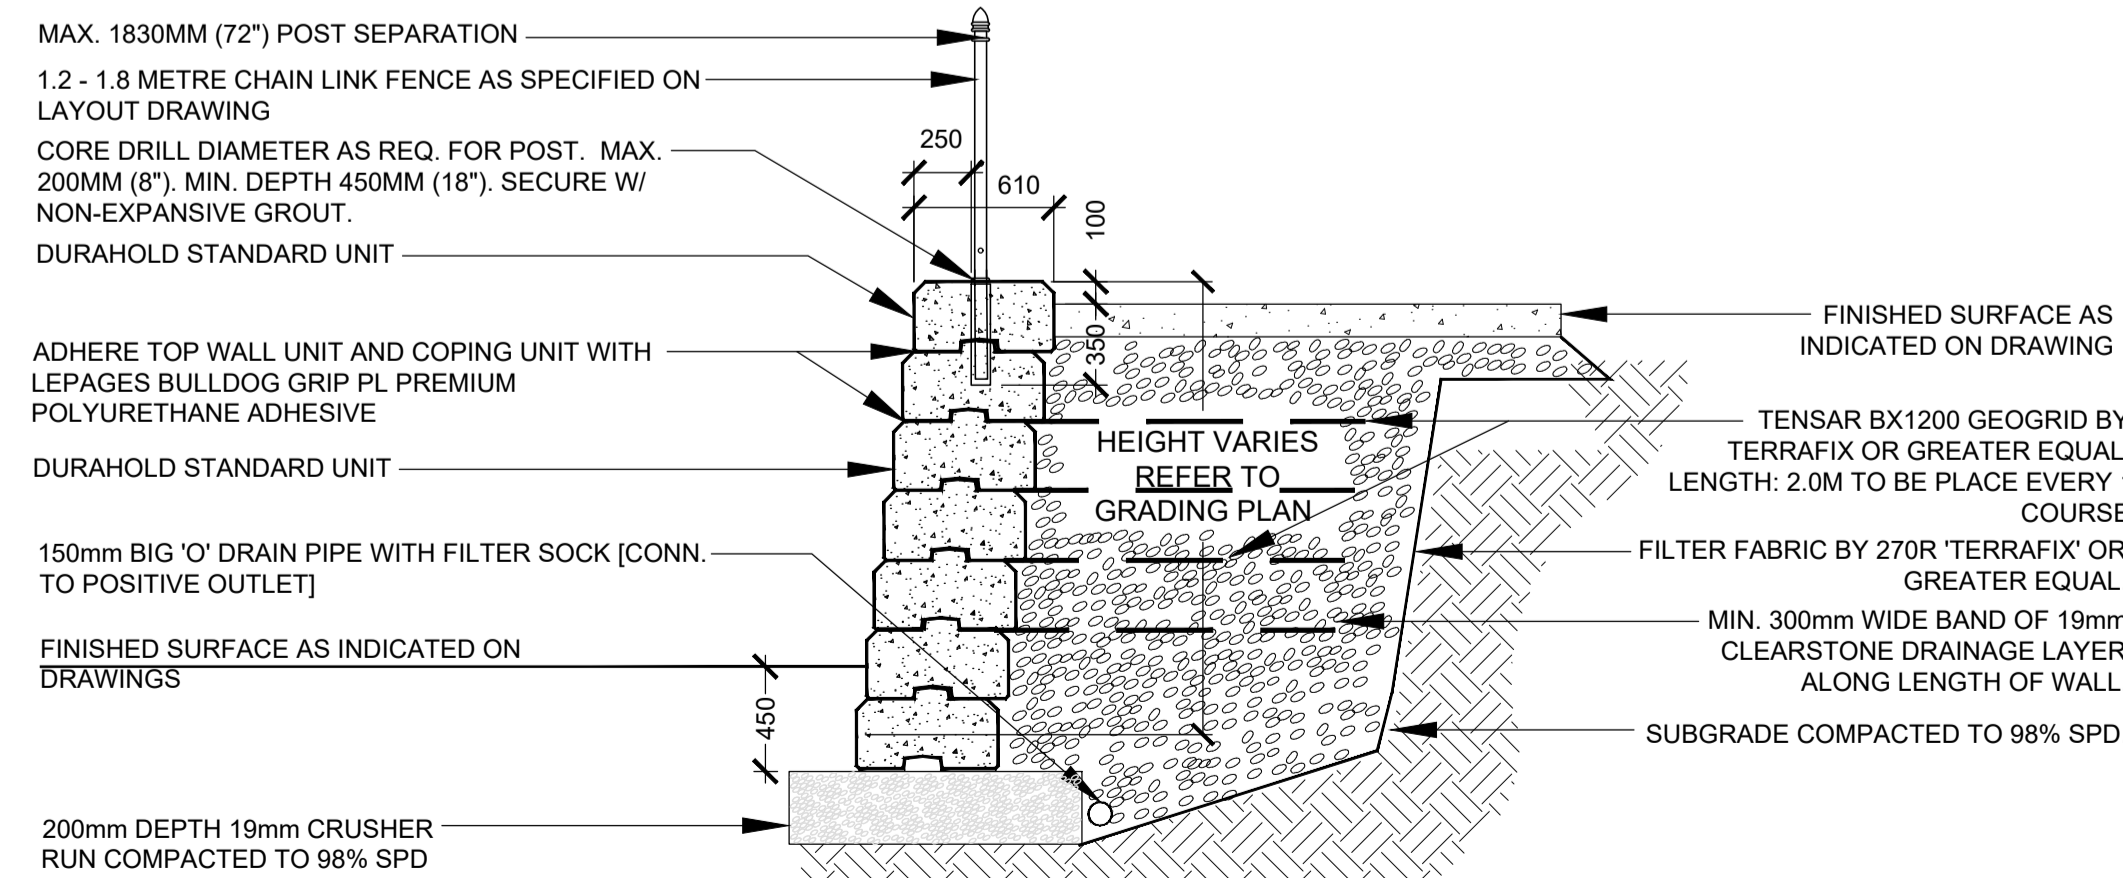 MAX. 1830MM (72") POST SEPARATION
1.2 - 1.8 METRE CHAIN LINK FENCE AS SPECIFIED ON
LAYOUT DRAWING
CORE DRILL DIAMETER AS REQ. FOR POST. MAX.
200MM (8"). MIN. DEPTH 450MM (18"). SECURE W/
NON-EXPANSIVE GROUT.
DURAHOLD STANDARD UNIT
ADHERE TOP WALL UNIT AND COPING UNIT WITH
LEPAGES BULLDOG GRIP PL PREMIUM
POLYURETHANE ADHESIVE
DURAHOLD STANDARD UNIT
150mm BIG 'O' DRAIN PIPE WITH FILTER SOCK [CONN.
TO POSITIVE OUTLET]
FINISHED SURFACE AS INDICATED ON
DRAWINGS
200mm DEPTH 19mm CRUSHER
RUN COMPACTED TO 98% SPD
250
610
100
350
450
HEIGHT VARIES
REFER TO
GRADING PLAN
FINISHED SURFACE AS
INDICATED ON DRAWING
TENSAR BX1200 GEOGRID BY
TERRAFIX OR GREATER EQUAL
LENGTH: 2.0M TO BE PLACE EVERY
COURSE
FILTER FABRIC BY 270R 'TERRAFIX' OR
GREATER EQUAL
MIN. 300mm WIDE BAND OF 19mm
CLEARSTONE DRAINAGE LAYER
ALONG LENGTH OF WALL
SUBGRADE COMPACTED TO 98% SPD